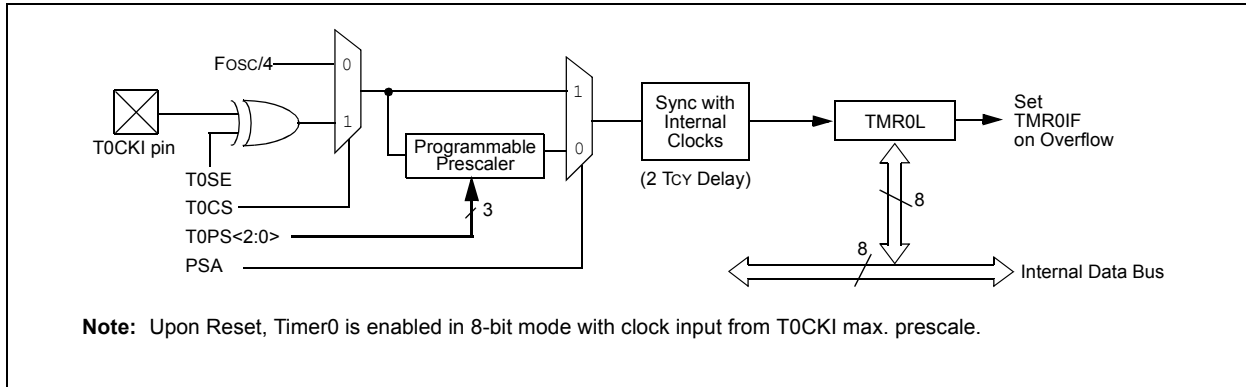 FOSC/4
0
1
T0CKI pin
T0SE
T0CS
T0PS<2:0>
PSA
Programmable
Prescaler
3
1
0
Sync with
Internal
Clocks
(2 TCY Delay)
TMR0L
Set
TMR0IF
on Overflow
8
8
Internal Data Bus
Note: Upon Reset, Timer0 is enabled in 8-bit mode with clock input from T0CKI max. prescale.